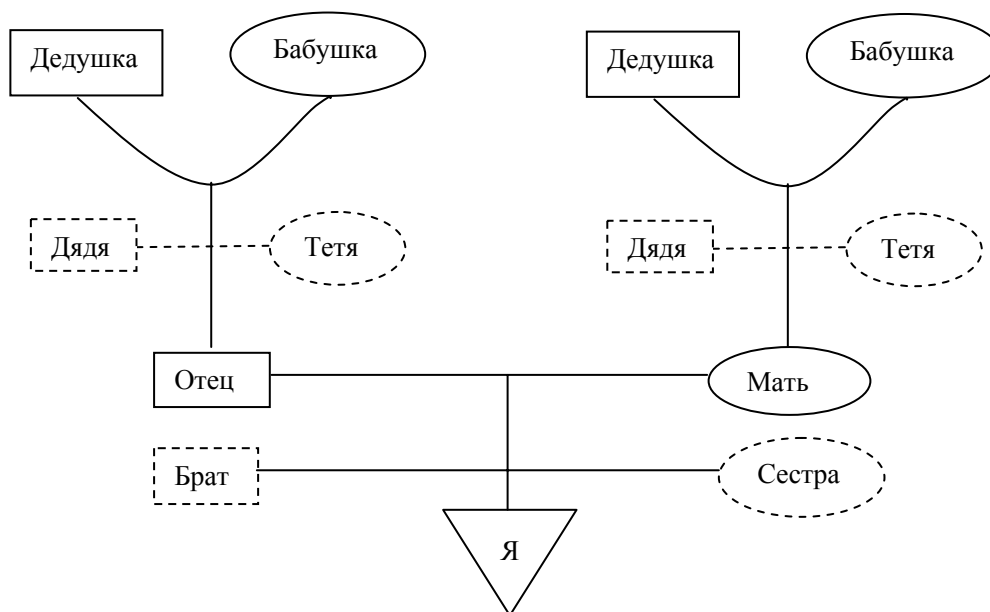 Дедушка
Бабушка
Дедушка
Бабушка
Дядя
Тетя
Дядя
Тетя
Отец
Мать
Брат
Сестра
Я